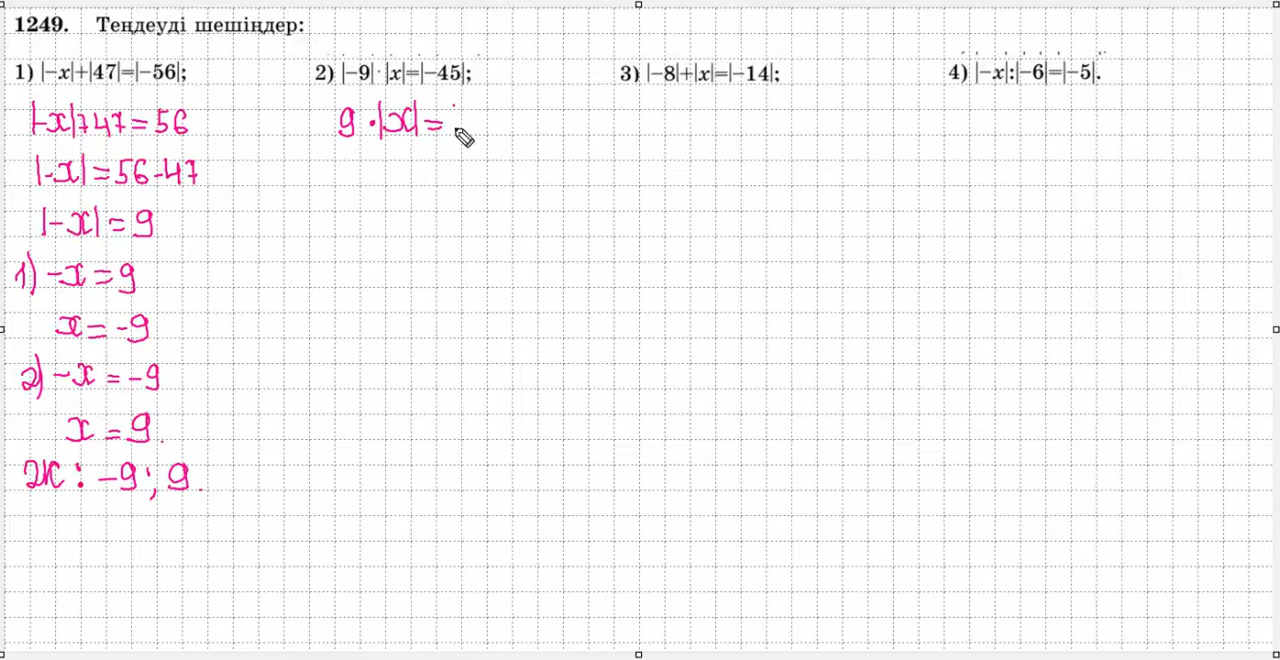 1249. Теңдеуді шешіңдер:
1) |−x|+|47|=|−56|;
2) |−9|·|x|=|−45|;
3) |−8|+|x|=|−14|;
4) |−x|:|−6|=|−5|.
|-x|+47=56
|-x|=56-47
|-x|=9
1) -x=9
x=-9
2) -x=-9
x=9.
Ж: -9; 9.
9·|x|=